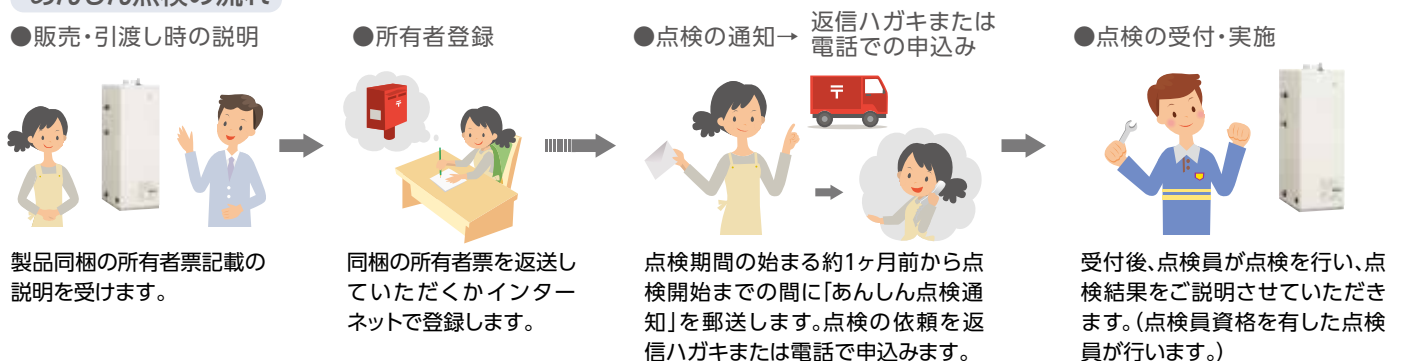 あんしん点検の流れ
●販売・引渡し時の説明
製品同梱の所有者票記載の
説明を受けます。
●所有者登録
同梱の所有者票を返送し
ていただくかインター
ネットで登録します。
●点検の通知→
返信ハガキまたは
電話での申込み
点検期間の始まる約1ヶ月前から点
検開始までの間に「あんしん点検通
知」を郵送します。点検の依頼を返
信ハガキまたは電話で申込みます。
●点検の受付・実施
受付後、点検員が点検を行い、点
検結果をご説明させていただき
ます。(点検員資格を有した点検
員が行います。)